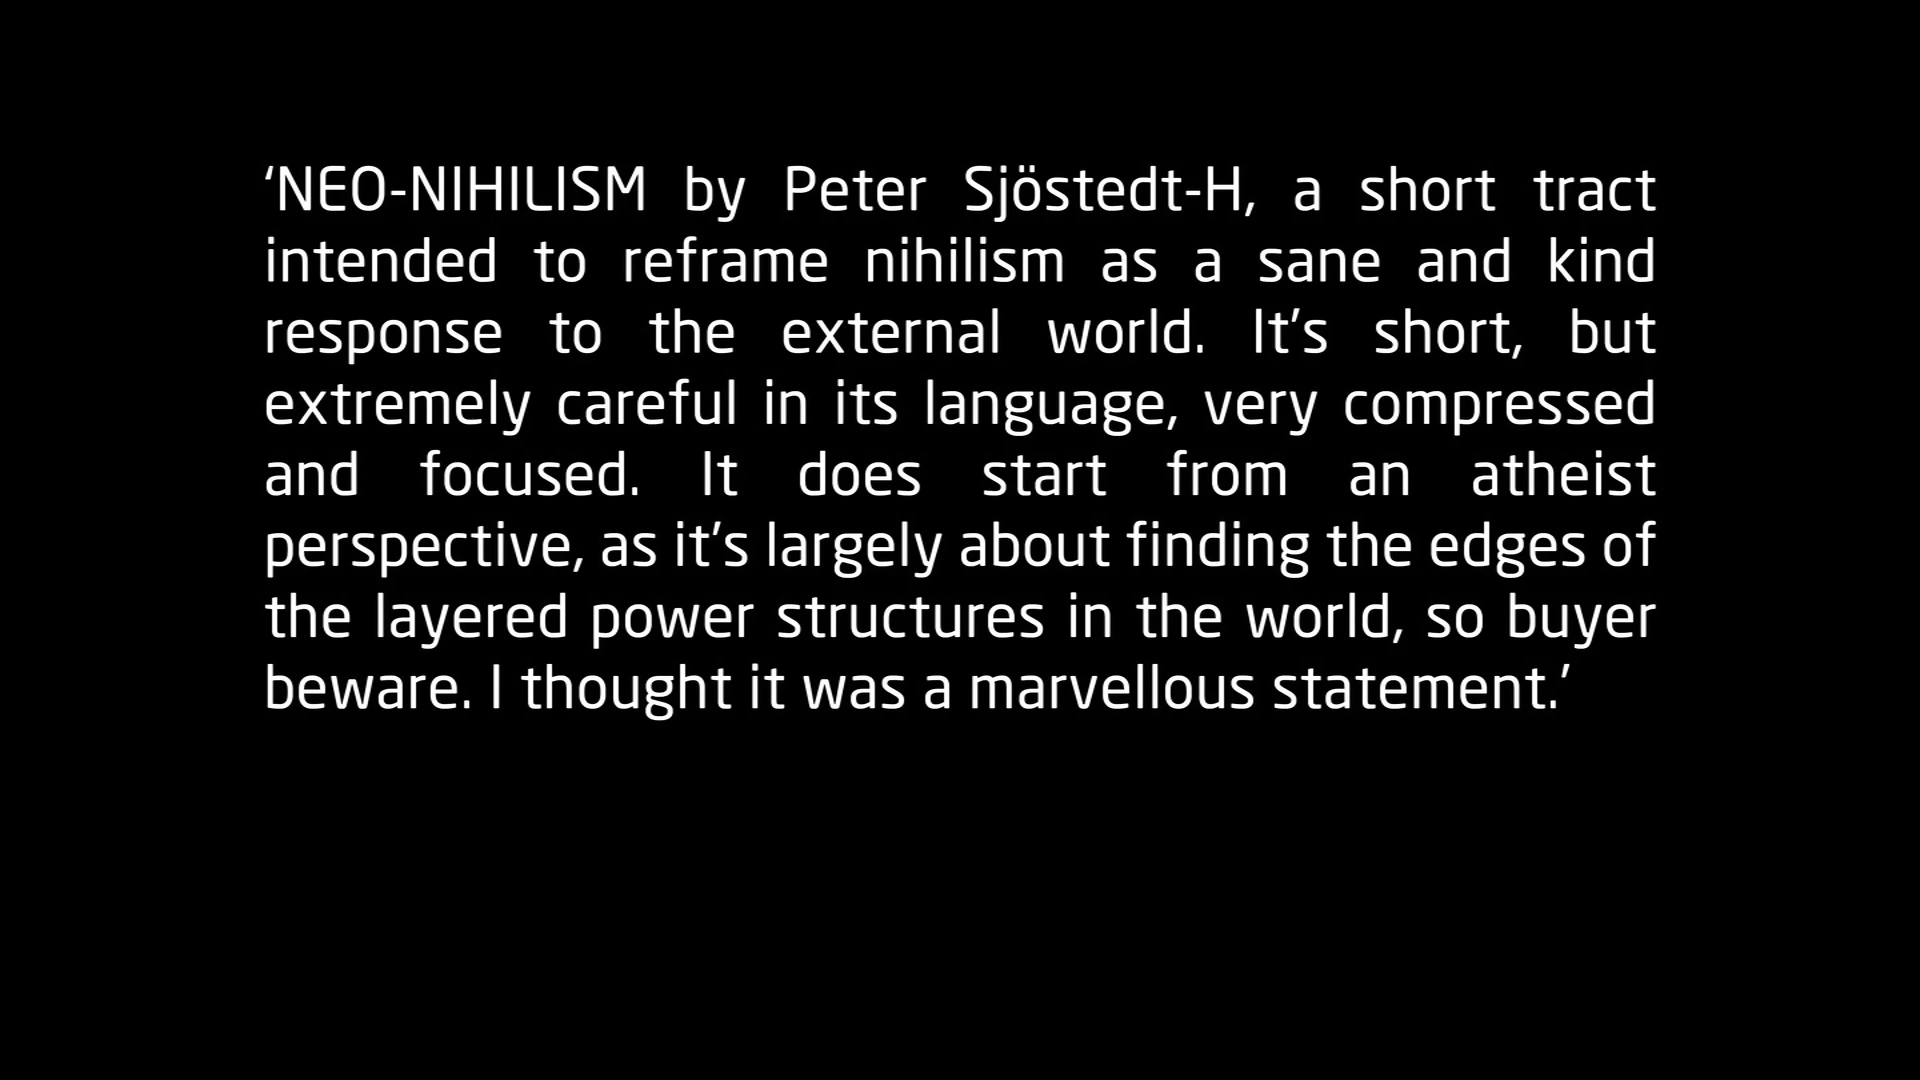 ‘NEO-NIHILISM by Peter Sjöstedt-H, a short tract
intended to reframe nihilism as a sane and kind
response to the external world. It’s short, but
extremely careful in its language, very compressed
and focused. It does start from an atheist
perspective, as it’s largely about finding the edges of
the layered power structures in the world, so buyer
beware. I thought it was a marvellous statement.’